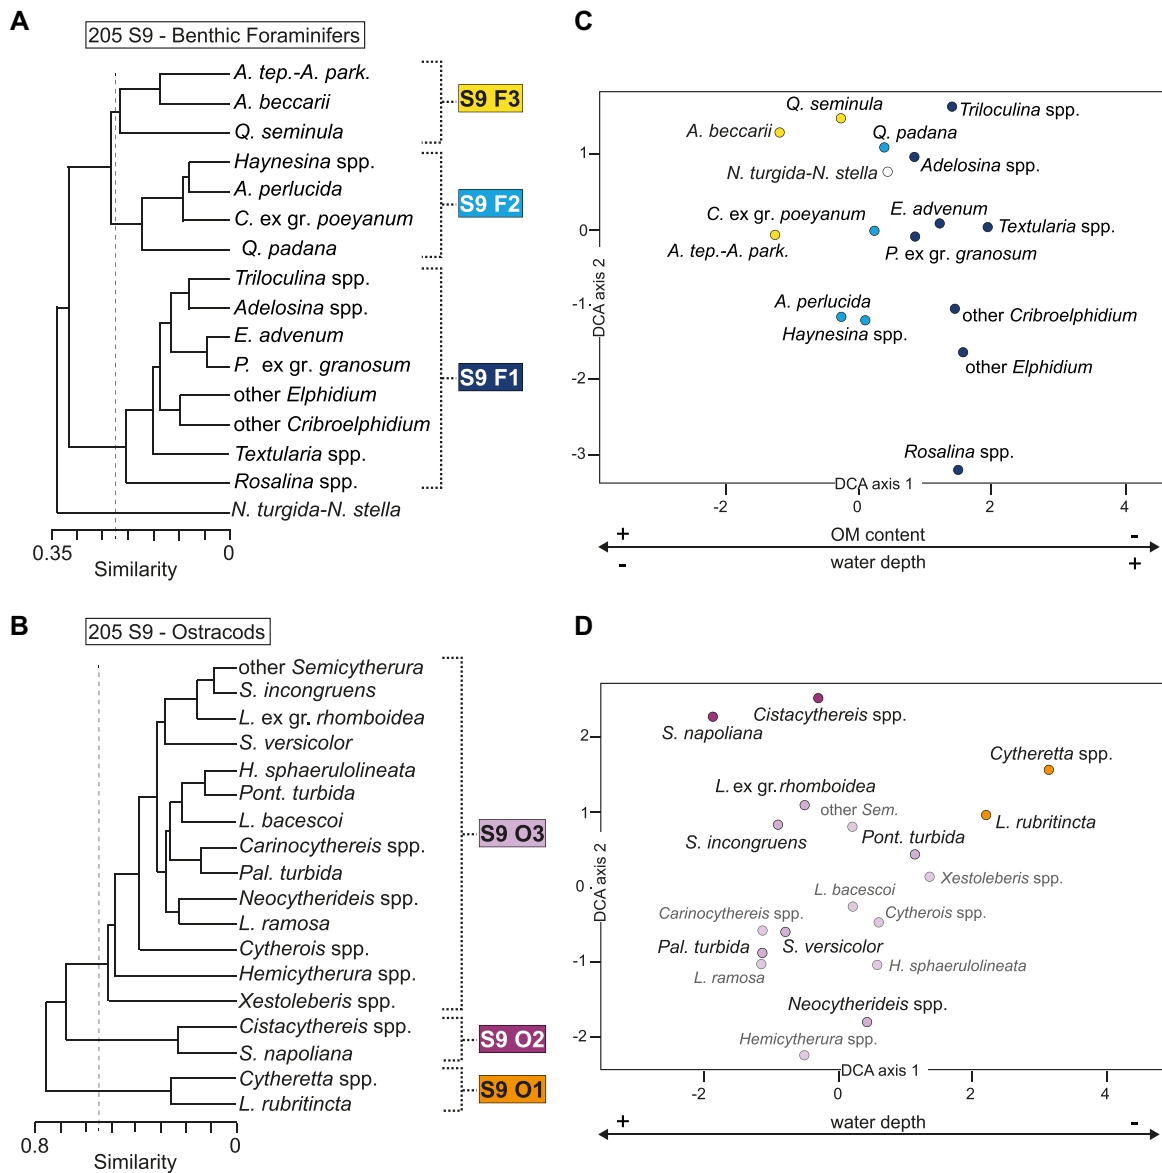 A
205 S9 - Benthic Foraminifers
A. tep.-A. park.
A. beccarii
Q. seminula
S9 F3
Haynesina spp.
A. perlucida
C. ex gr. poeyanum
Q. padana
S9 F2
Triloculina spp.
Adelosina spp.
E. advenum
P. ex gr. granosum
other Elphidium
other Cribroelphidium
Textularia spp.
Rosalina spp.
S9 F1
N. turgida-N. stella
0.35
0
Similarity
C
Q. seminula
Triloculina spp.
A. beccarii
Q. padana
Adelosina spp.
N. turgida-N. stella
C. ex gr. poeyanum
E. advenum
Textularia spp.
A. tep.-A. park.
P. ex gr. granosum
A. perlucida
Haynesina spp.
other Cribroelphidium
other Elphidium
Rosalina spp.
1
0
-1
-2
-3
DCA axis 2
DCA axis 1
-2
0
2
4
+ OM content -
- water depth +
B
205 S9 - Ostracods
other Semicytherura
S. incongruens
L. ex gr. rhomboidea
S. versicolor
H. sphaerulolineata
Pont. turbida
L. bacescoi
Carinocythereis spp.
Pal. turbida
Neocytherideis spp.
L. ramosa
Cytherois spp.
Hemicytherura spp.
Xestoleberis spp.
S9 O3
Cistacythereis spp.
S. napoliana
S9 O2
Cytheretta spp.
L. rubritincta
S9 O1
0.8
0
Similarity
D
Cistacythereis spp.
S. napoliana
Cytheretta spp.
L. ex gr. rhomboidea
other Sem.
L. rubritincta
S. incongruens
Pont. turbida
Xestoleberis spp.
L. bacescoi
Carinocythereis spp.
Cytherois spp.
Pal. turbida
S. versicolor
L. ramosa
H. sphaerulolineata
Neocytherideis spp.
Hemicytherura spp.
2
1
0
-1
-2
DCA axis 2
DCA axis 1
-2
0
2
4
+ water depth -